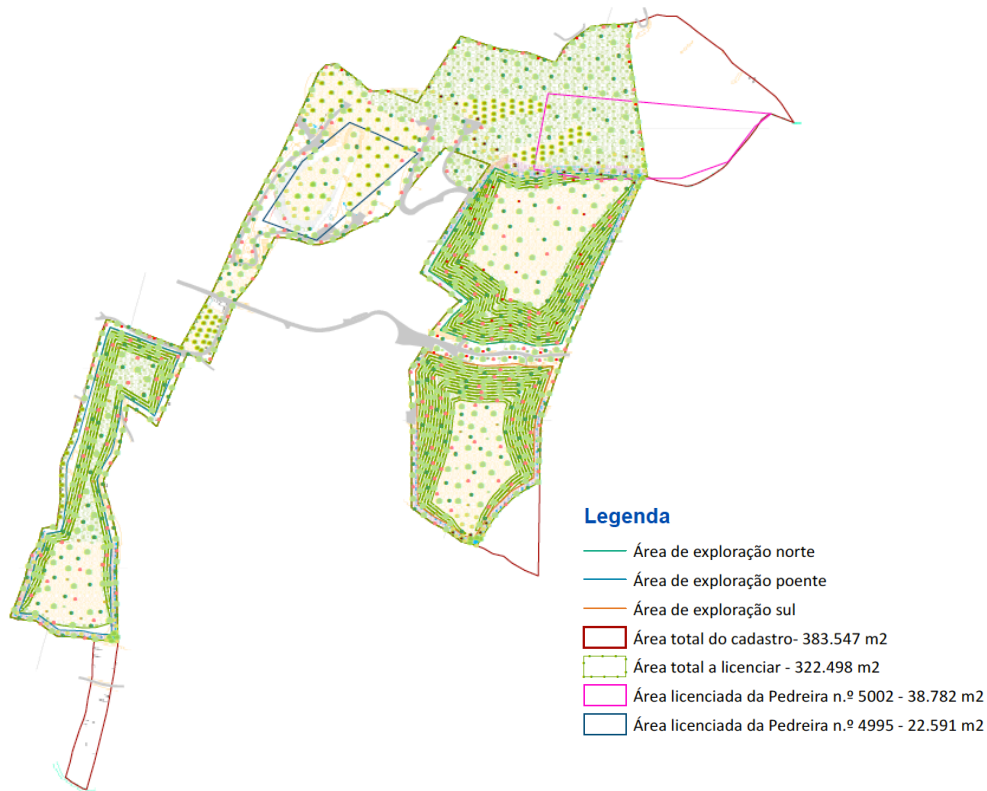 Legenda
Área de exploração norte
Área de exploração poente
Área de exploração sul
Área total do cadastro- 383.547 m2
Área total a licenciar - 322.498 m2
Área licenciada da Pedreira n.º 5002 - 38.782 m2
Área licenciada da Pedreira n.º 4995 - 22.591 m2